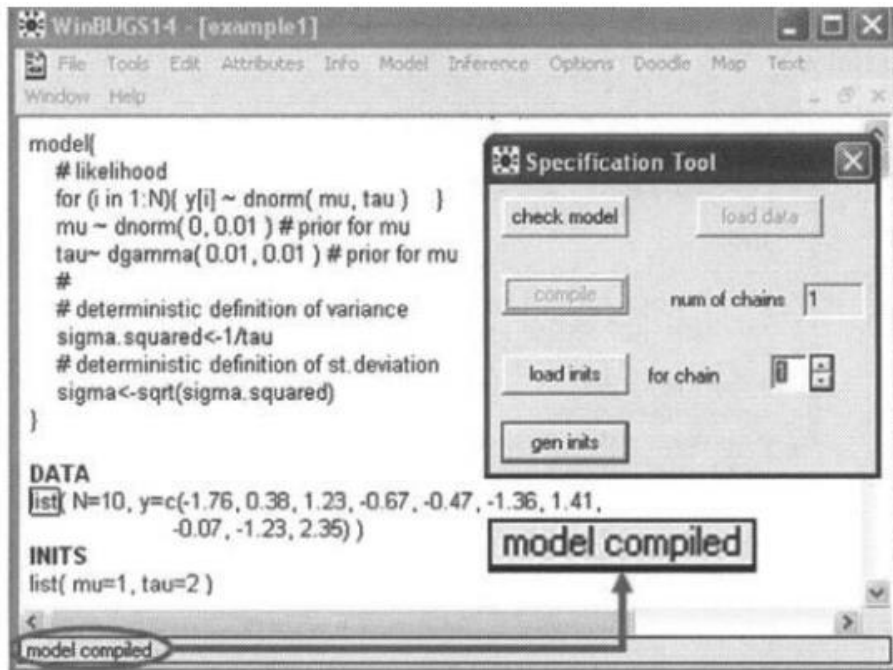 WinBUGS14 - [example1]
File Tools Edit Attributes Info Model Inference Options Doodle Map Text
Window Help
model{
# likelihood
for (i in 1:N){ y[i] ~ dnorm( mu, tau ) }
mu ~ dnorm( 0, 0.01 ) # prior for mu
tau~ dgamma( 0.01, 0.01 ) # prior for mu
#
# deterministic definition of variance
sigma.squared<-1/tau
# deterministic definition of st.deviation
sigma<-sqrt(sigma.squared)
}
DATA
list( N=10, y=c(-1.76, 0.38, 1.23, -0.67, -0.47, -1.36, 1.41,
-0.07, -1.23, 2.35) )
INITS
list( mu=1, tau=2 )
model compiled
Specification Tool
check model load data
compile num of chains 1
load inits for chain 1
gen inits
model compiled